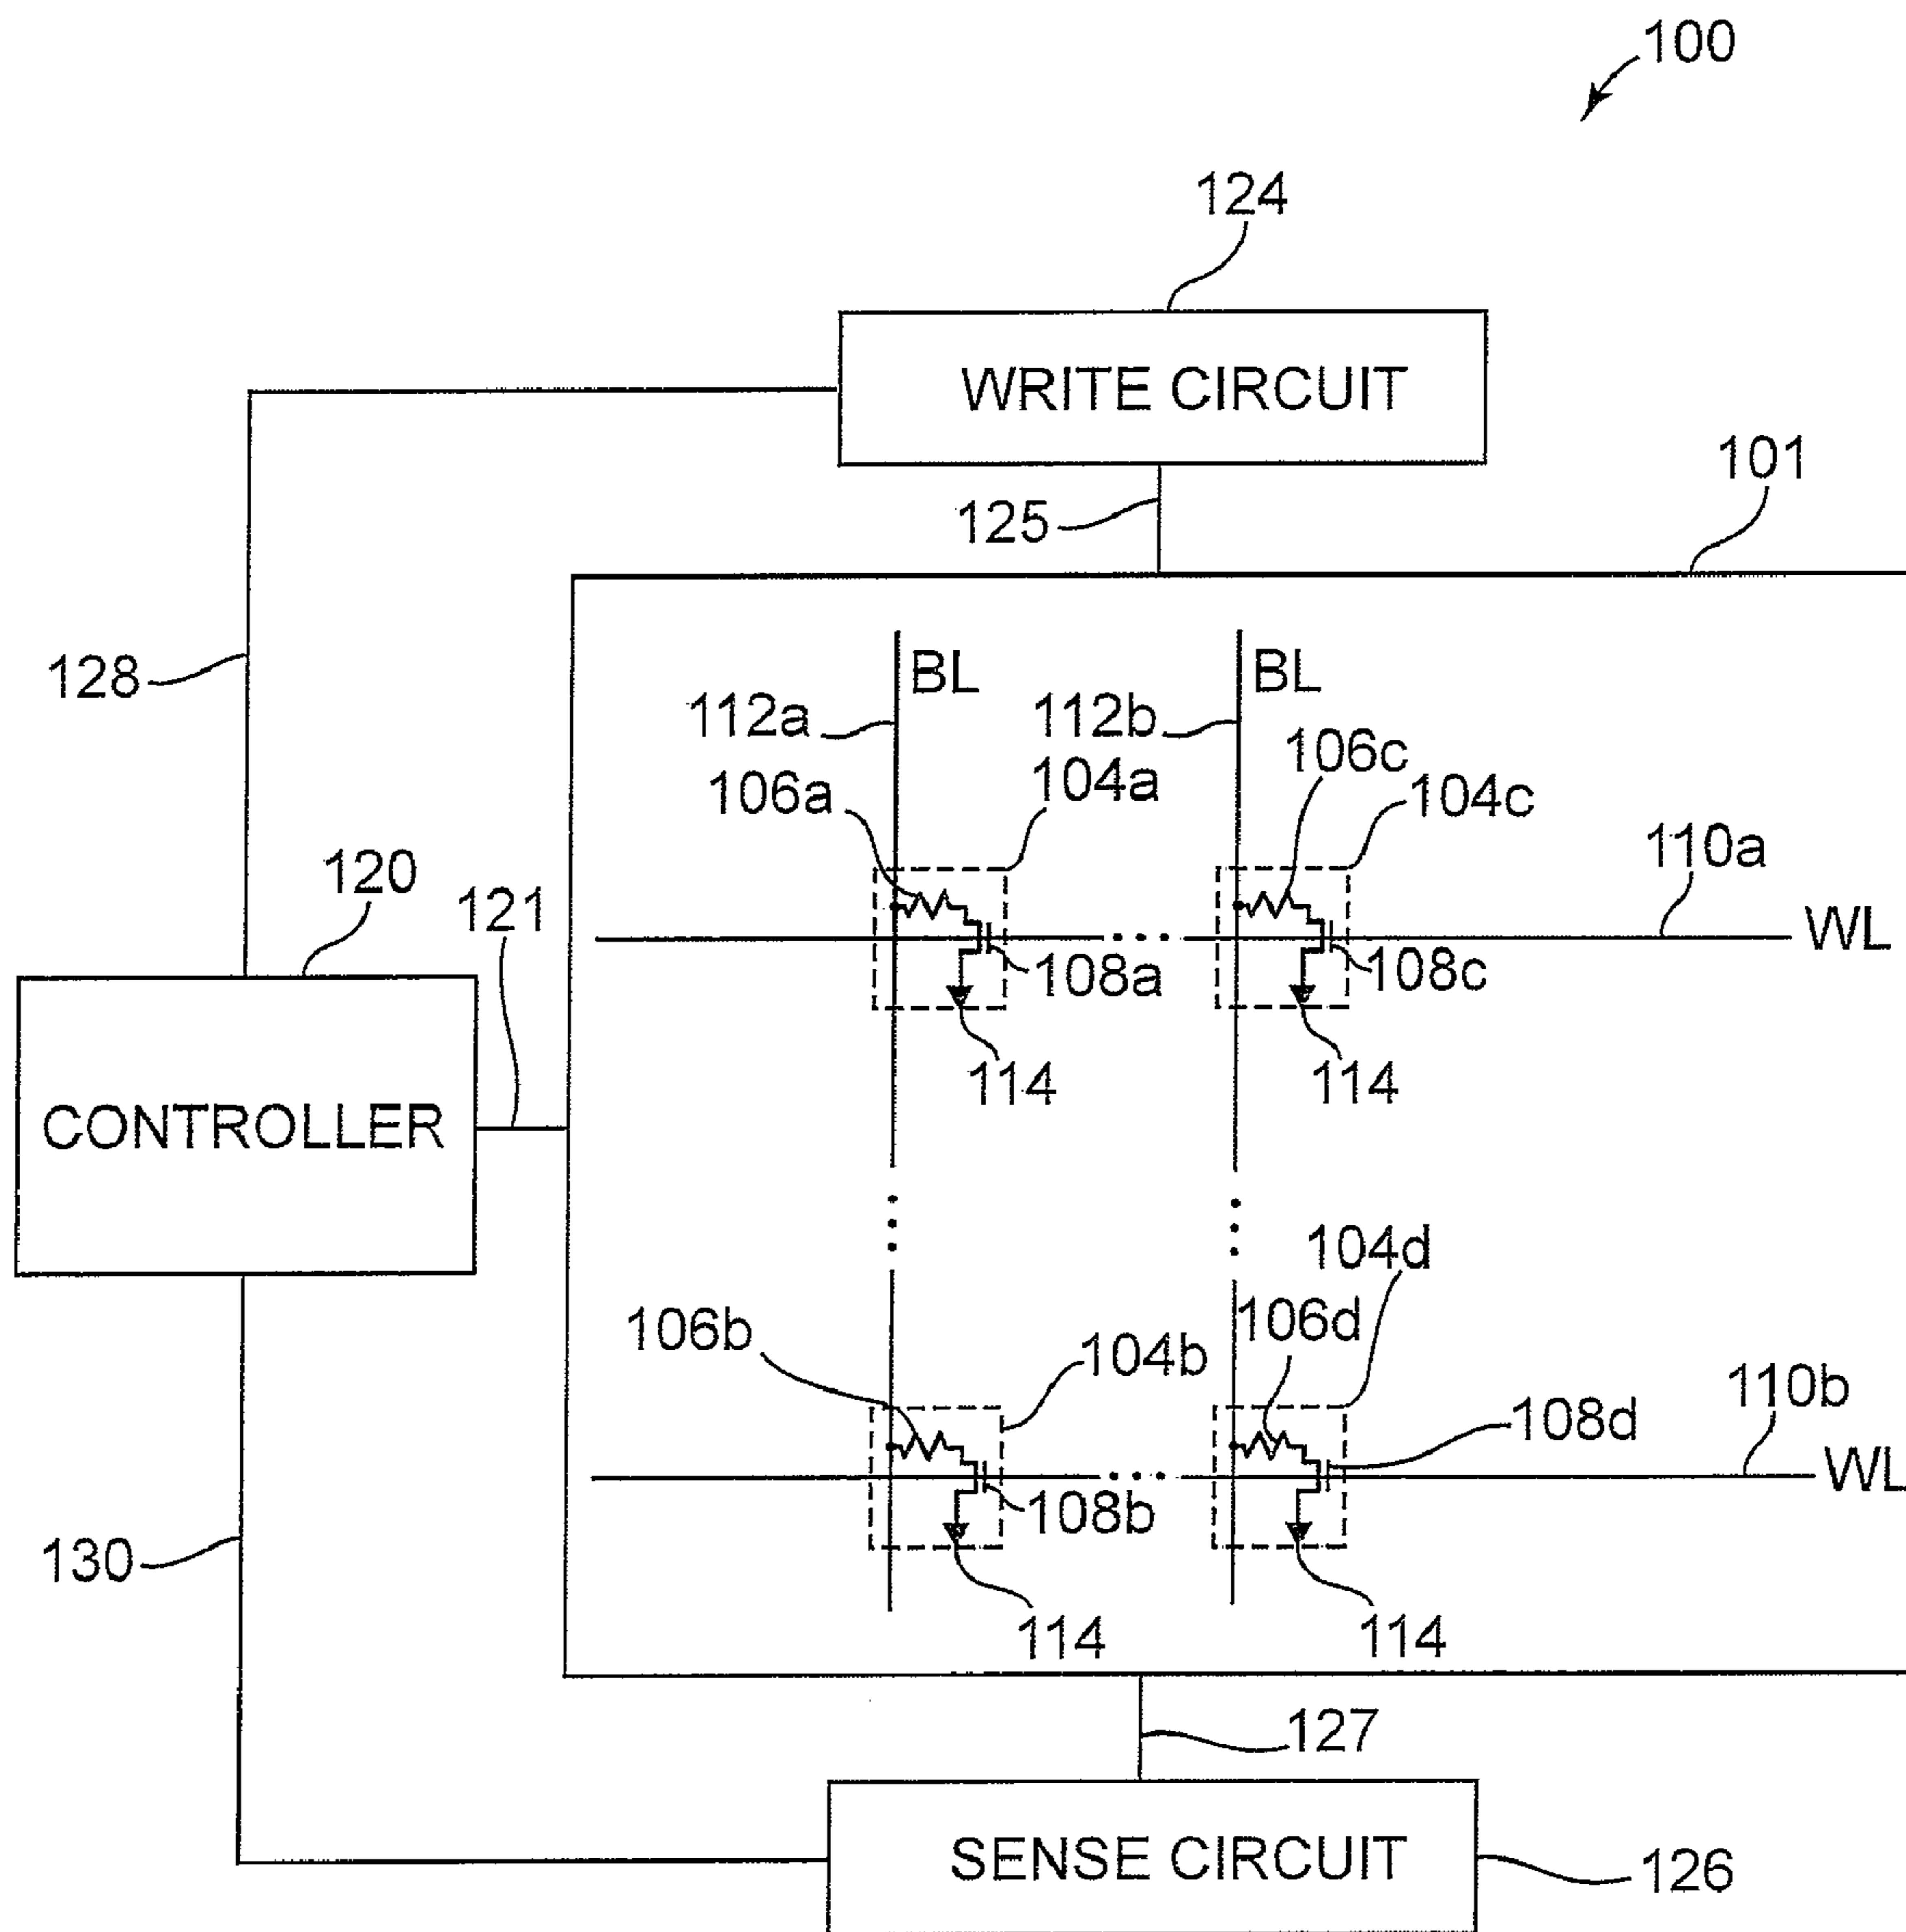 100
124
WRITE CIRCUIT
101
125
128
BL
BL
112a
112b
106c
106a
104a
104c
110a
120
121
WL
108a
108c
CONTROLLER
114
114
104d
106b
106d
104b
110b
108d
WL
108b
130
114
114
127
SENSE CIRCUIT
126